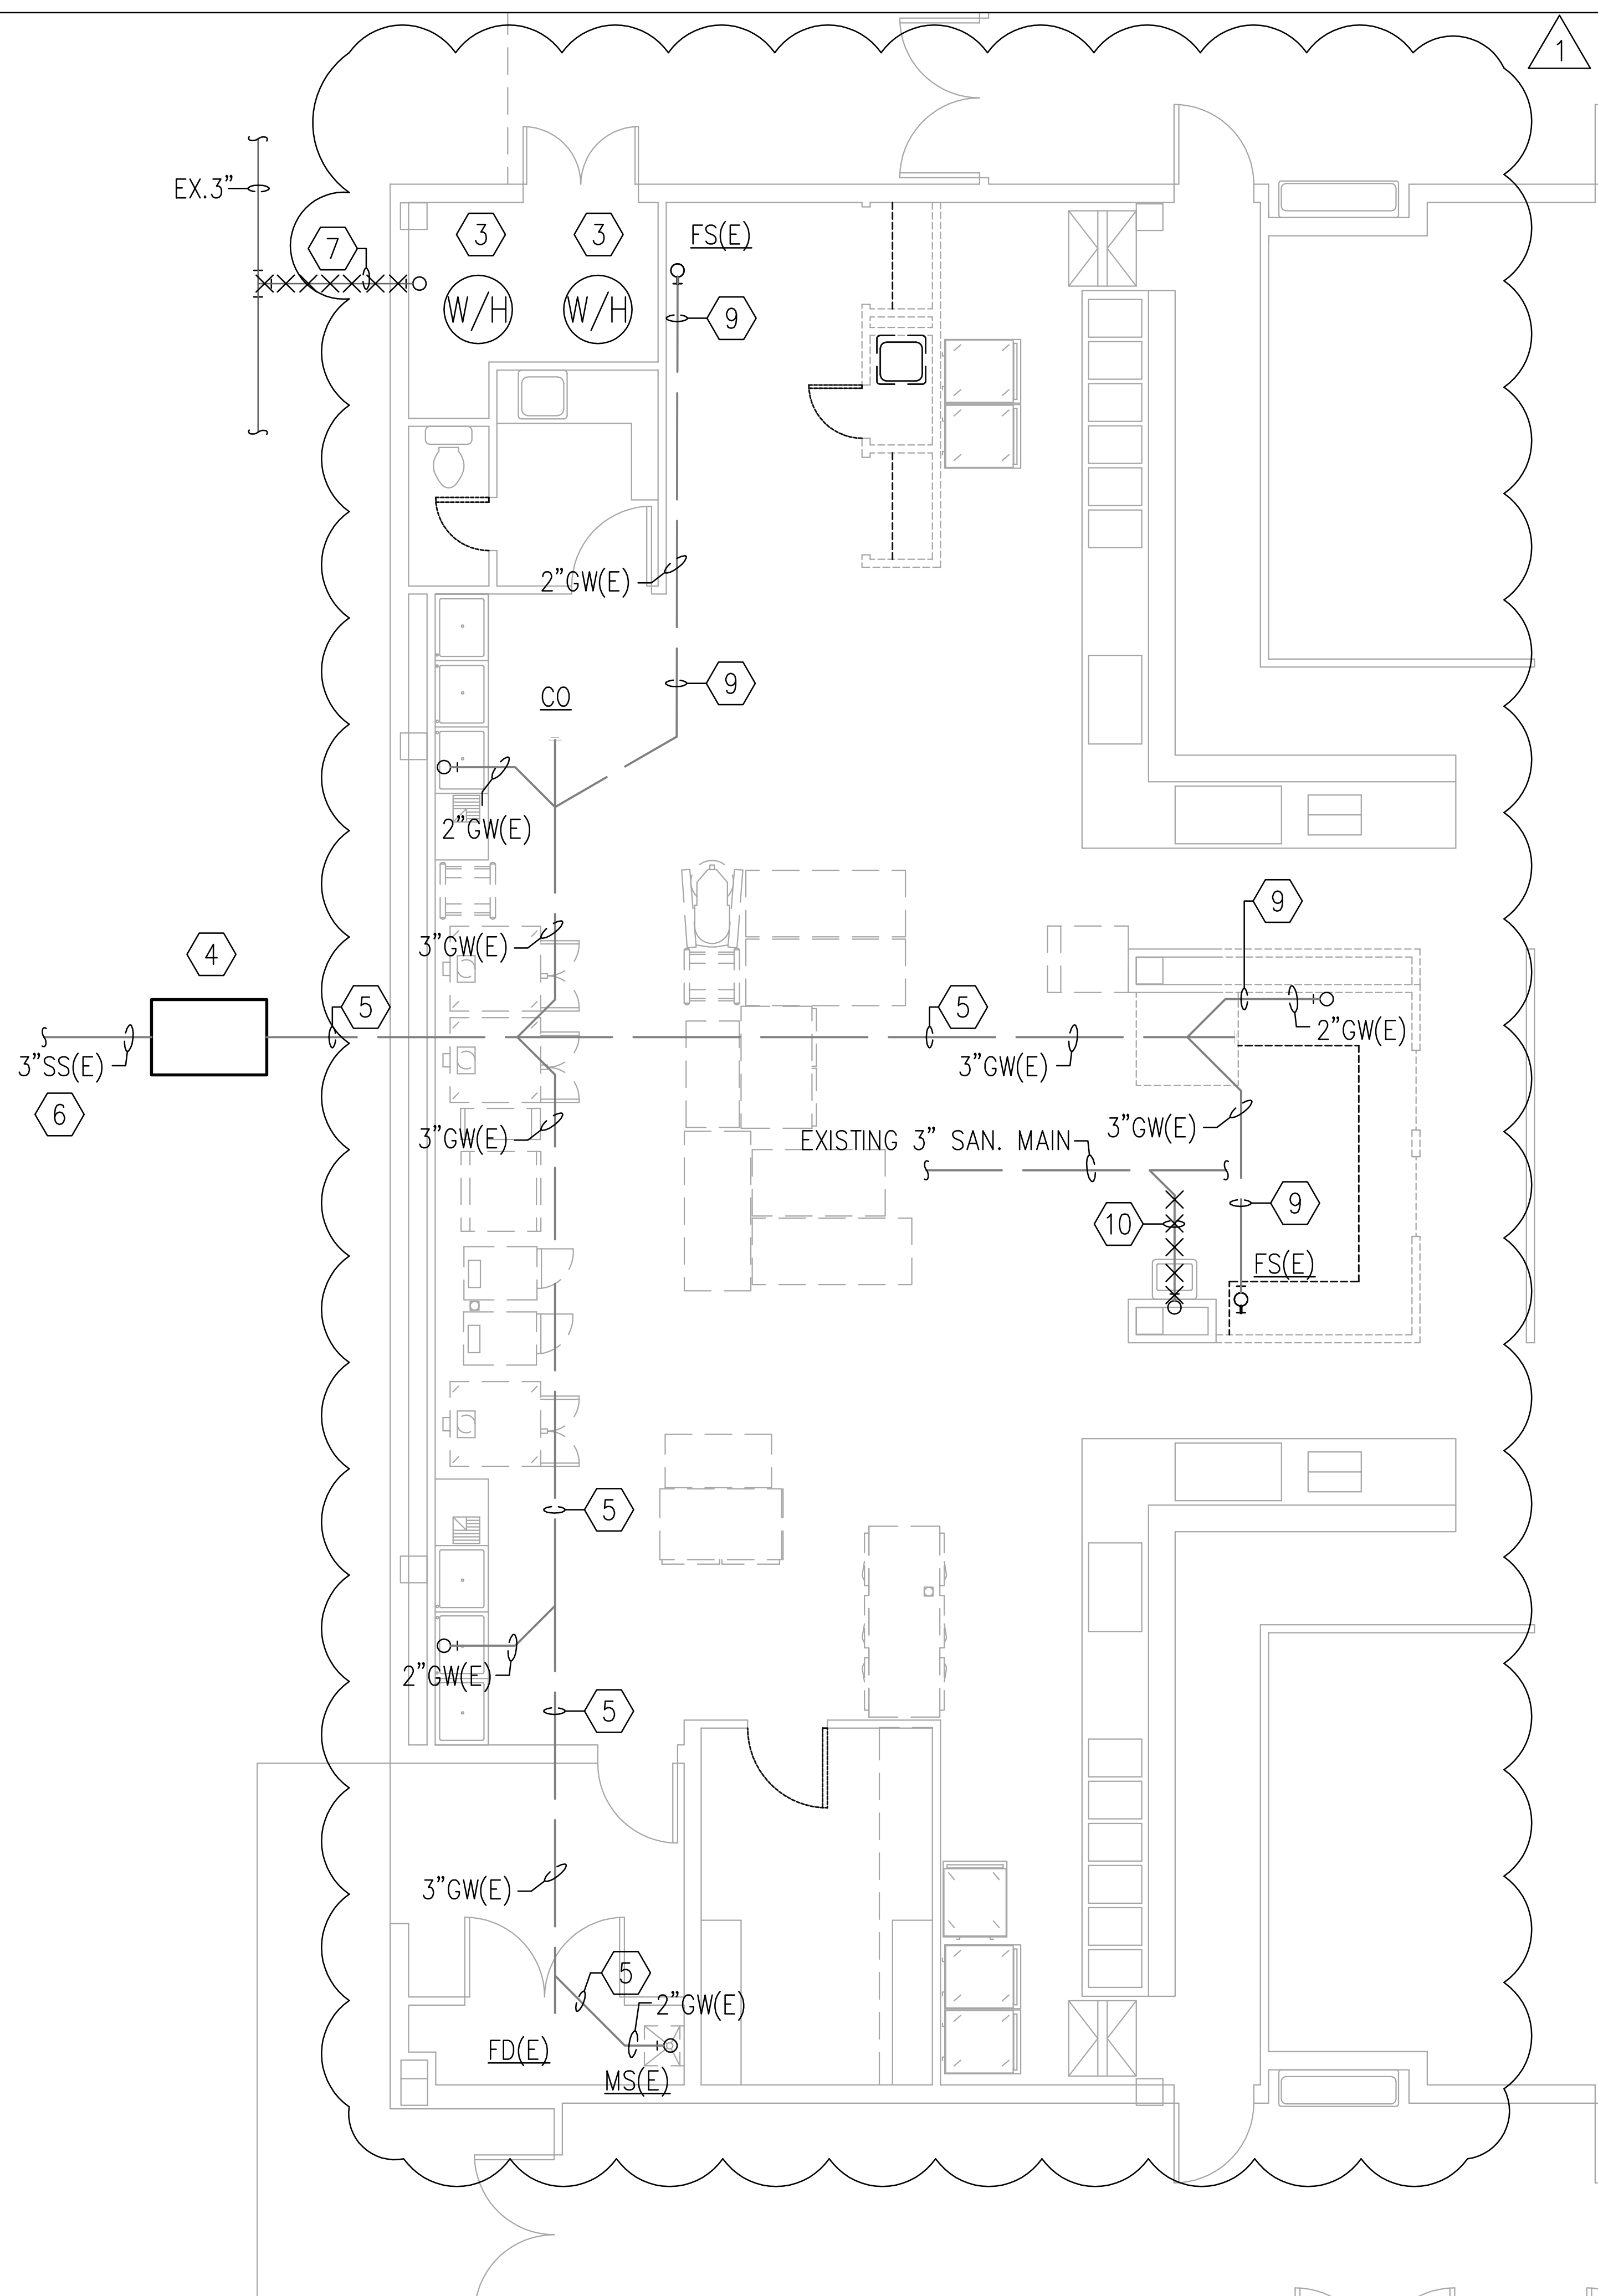 1
EX.3"
7
3
3
FS(E)
W/H
W/H
9
2"GW(E)
9
CO
2"GW(E)
9
3"GW(E)
4
5
5
2"GW(E)
3"SS(E)
3"GW(E)
6
3"GW(E)
3"GW(E)
EXISTING 3" SAN. MAIN
10
9
FS(E)
5
2"GW(E)
5
3"GW(E)
5
2"GW(E)
FD(E)
MS(E)